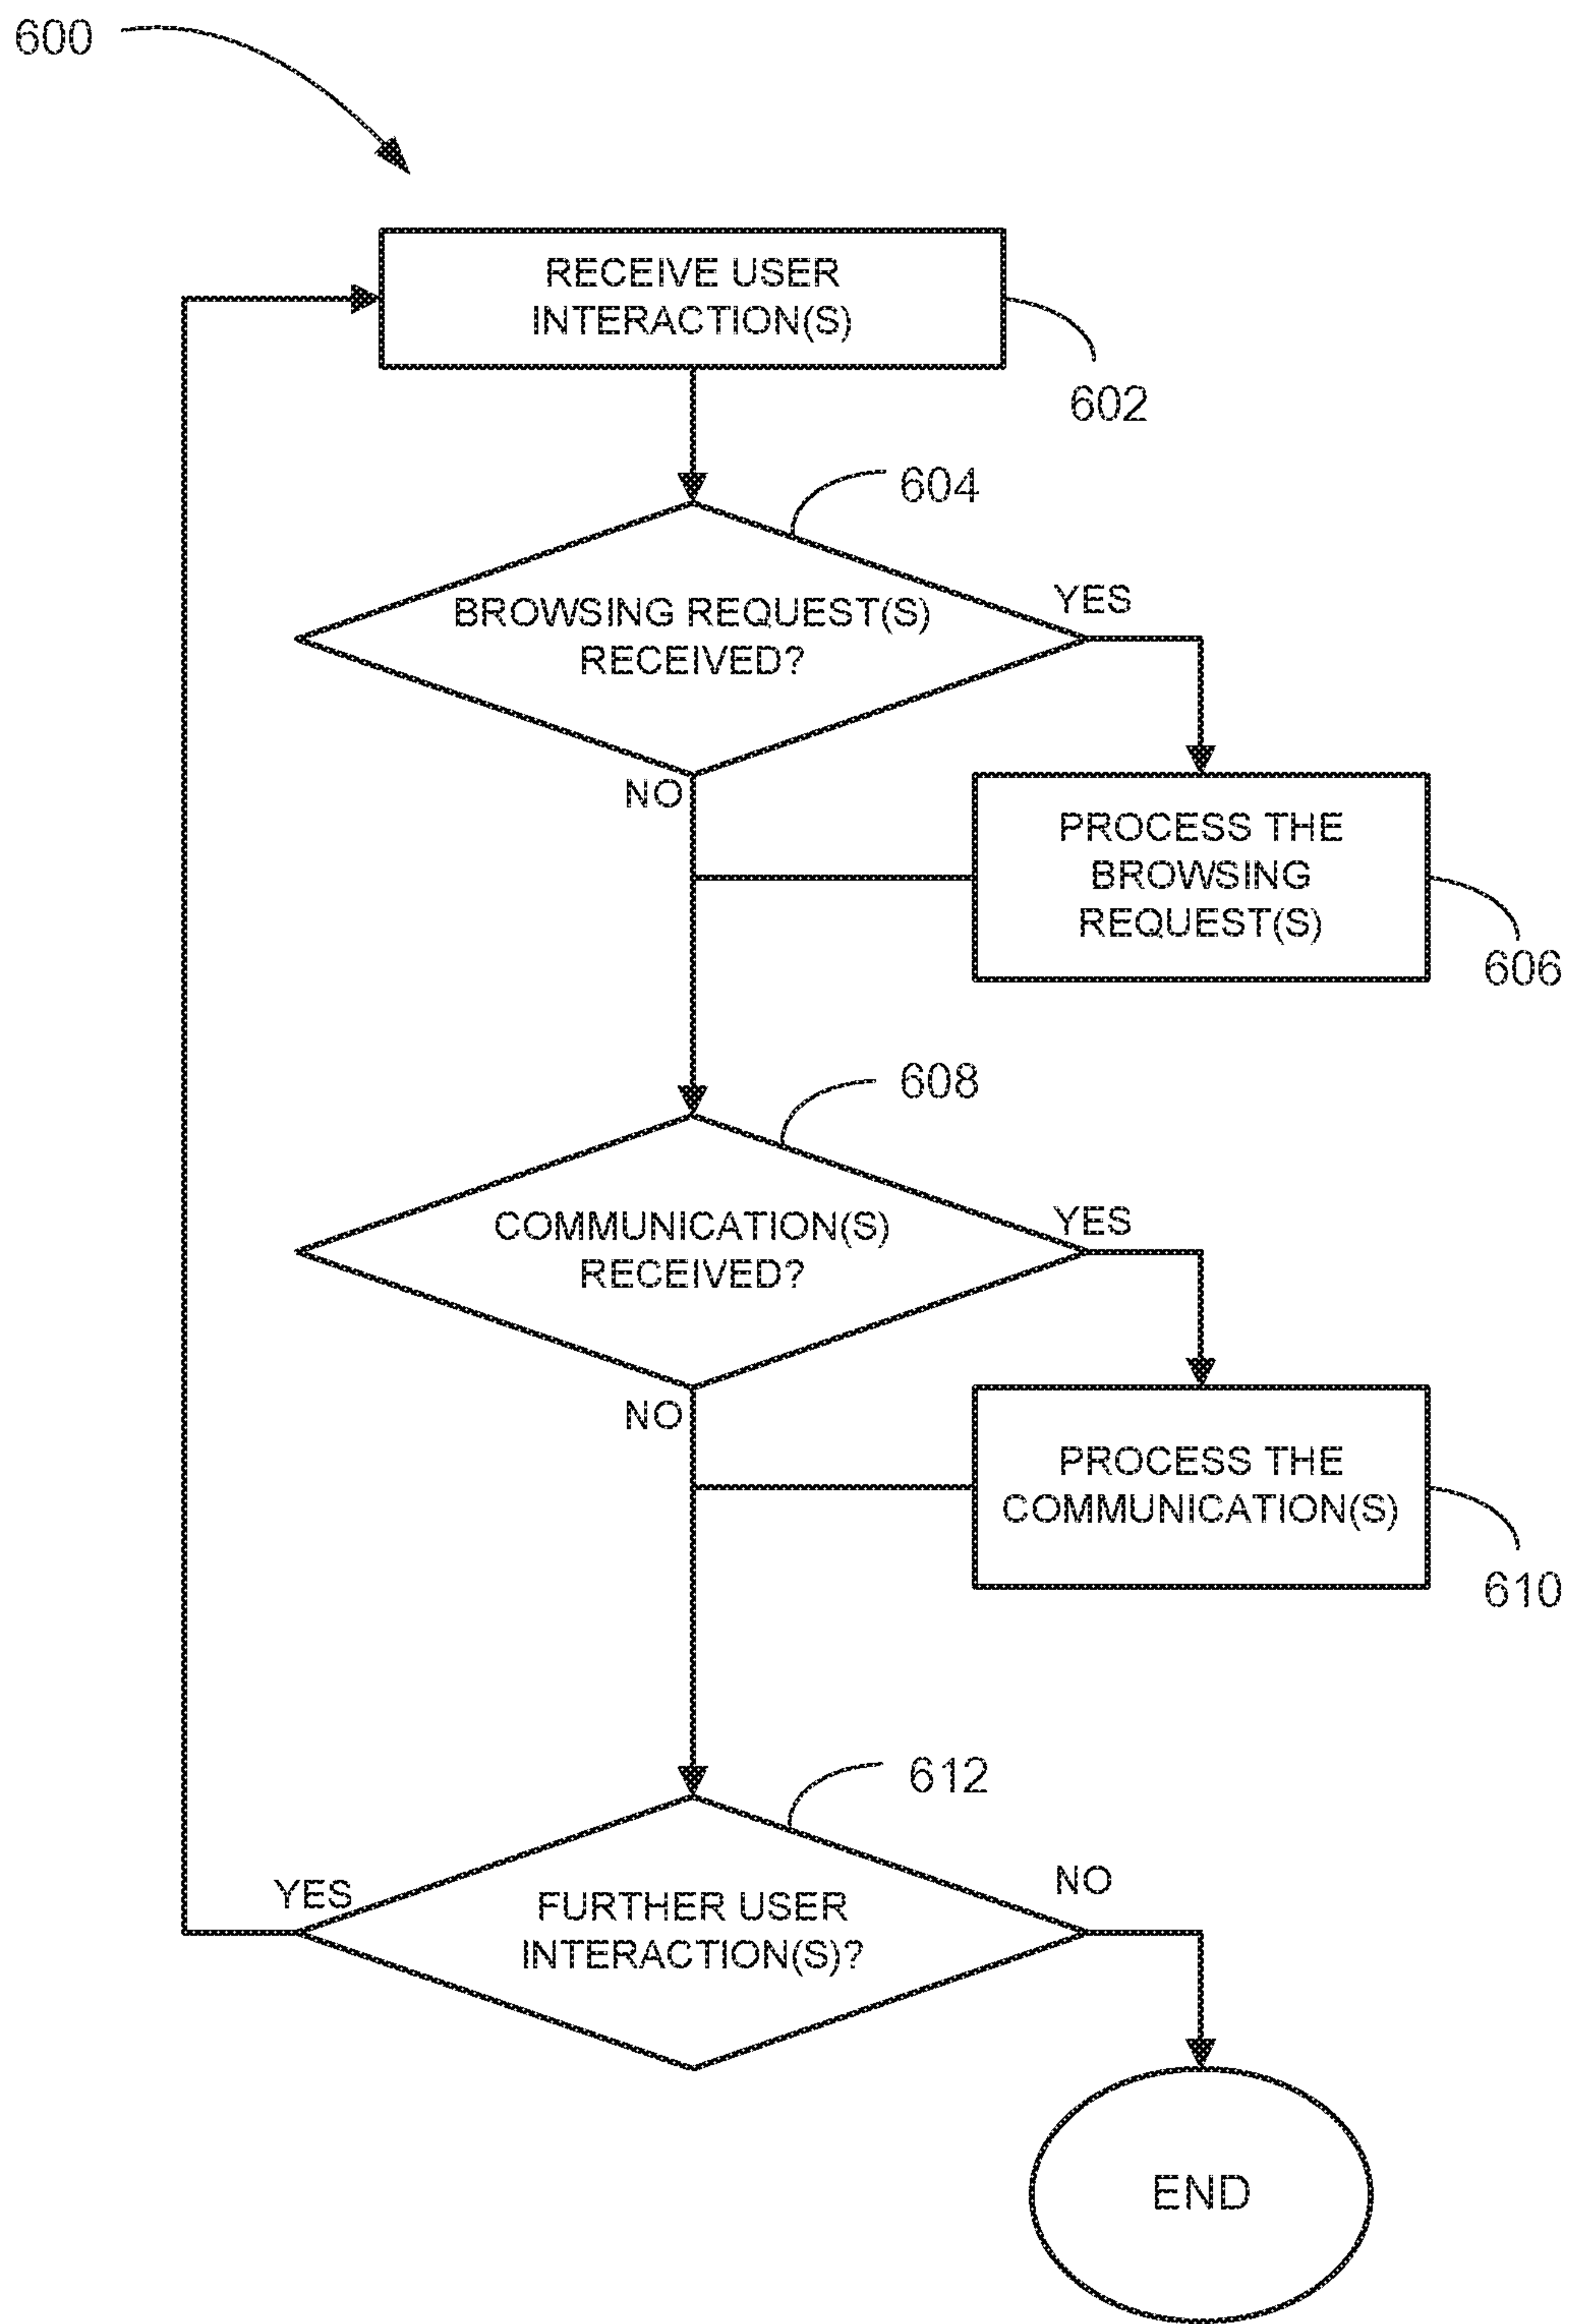 600
RECEIVE USER
INTERACTION(S)
602
604
BROWSING REQUEST(S)
RECEIVED?
YES
NO
PROCESS THE
BROWSING
REQUEST(S)
606
608
COMMUNICATION(S)
RECEIVED?
YES
NO
PROCESS THE
COMMUNICATION(S)
610
612
YES
FURTHER USER
INTERACTION(S)?
NO
END